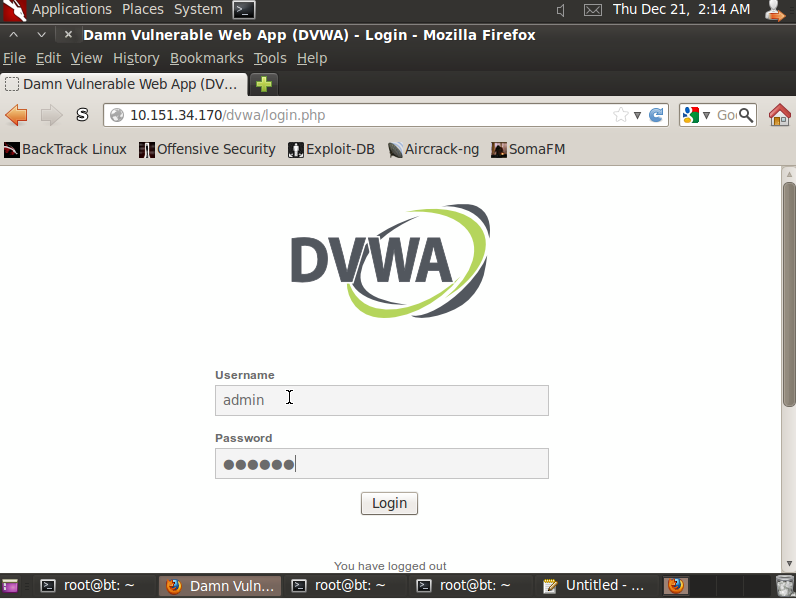 Applications Places System Thu Dec 21, 2:14 AM
Damn Vulnerable Web App (DVWA) - Login - Mozilla Firefox
File Edit View History Bookmarks Tools Help
Damn Vulnerable Web App (DV...
10.151.34.170/dvwa/login.php
BackTrack Linux Offensive Security Exploit-DB Aircrack-ng SomaFM
DVWA
Username
admin
Password
●●●●●●
Login
You have logged out
root@bt: ~ Damn Vuln... root@bt: ~ root@bt: ~ Untitled - ...